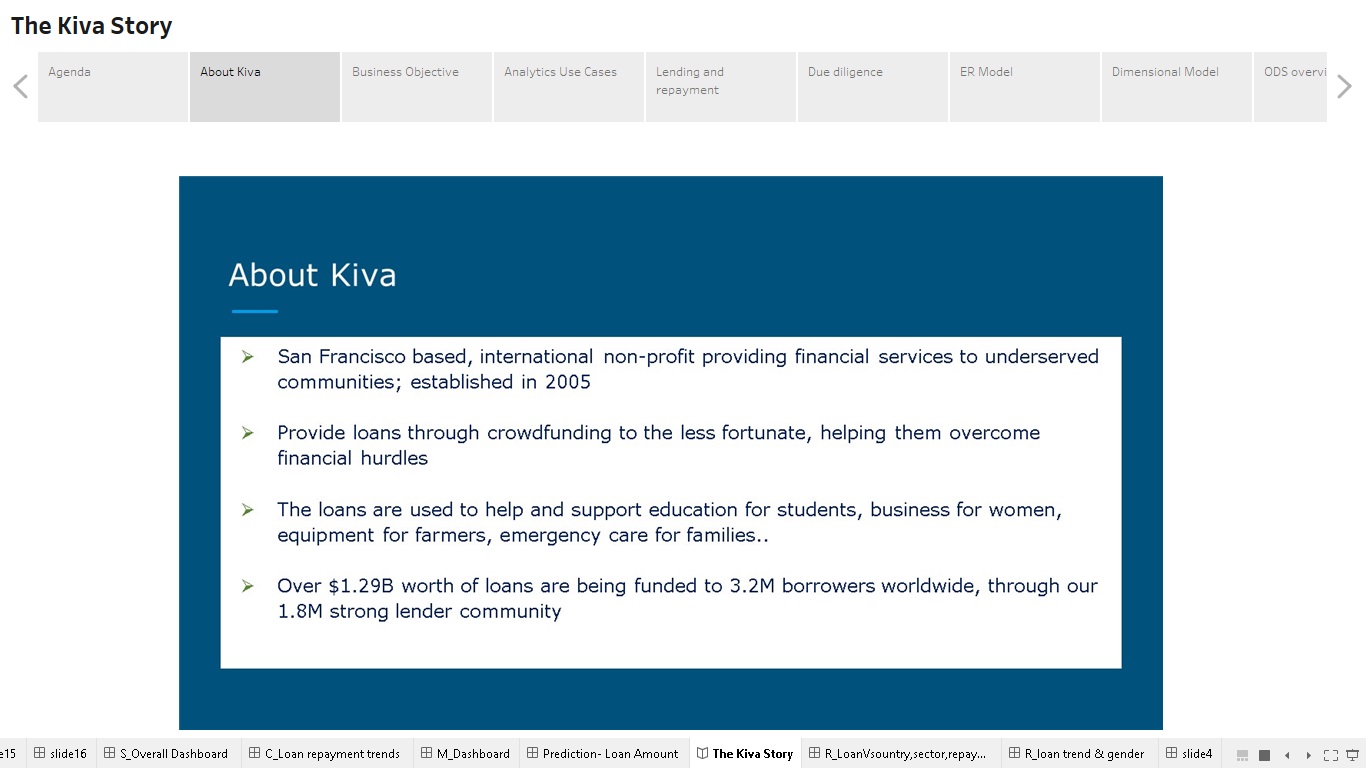 The Kiva Story
Agenda
About Kiva
Business Objective
Analytics Use Cases
Lending and
repayment
Due diligence
ER Model
Dimensional Model
ODS overvi
About Kiva
San Francisco based, international non-profit providing financial services to underserved
communities; established in 2005
Provide loans through crowdfunding to the less fortunate, helping them overcome
financial hurdles
The loans are used to help and support education for students, business for women,
equipment for farmers, emergency care for families..
Over $1.29B worth of loans are being funded to 3.2M borrowers worldwide, through our
1.8M strong lender community
e15
slide16
S_Overall Dashboard
C_Loan repayment trends
M_Dashboard
Prediction- Loan Amount
The Kiva Story
R_LoanVsountry,sector,repay...
R_loan trend & gender
slide4